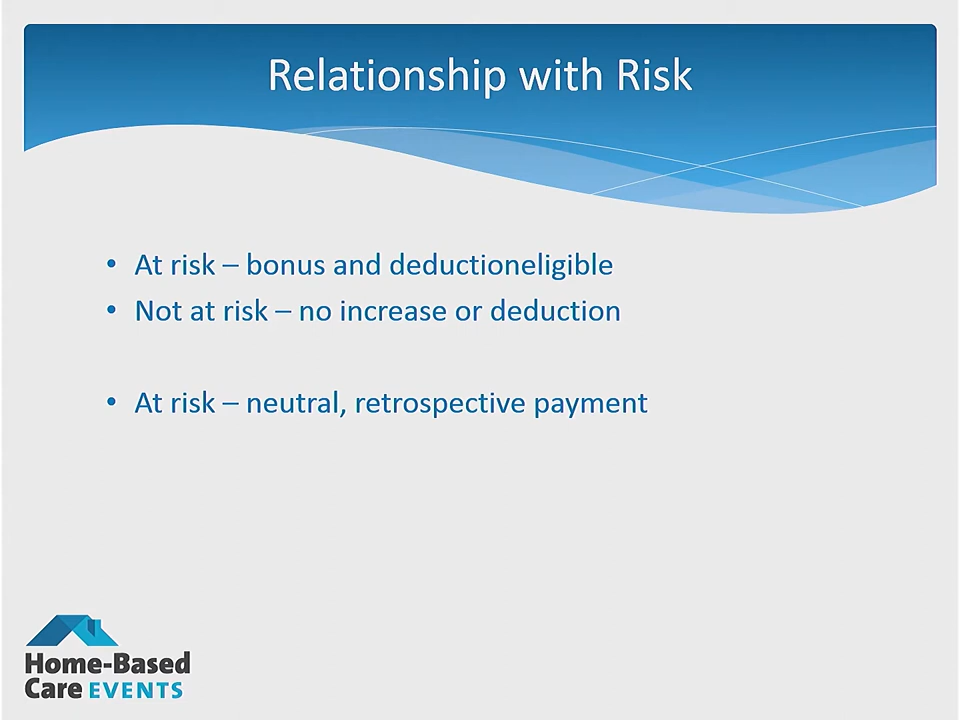 Relationship with Risk
• At risk – bonus and deductioneligible
• Not at risk – no increase or deduction
• At risk – neutral, retrospective payment
Home-Based
Care EVENTS